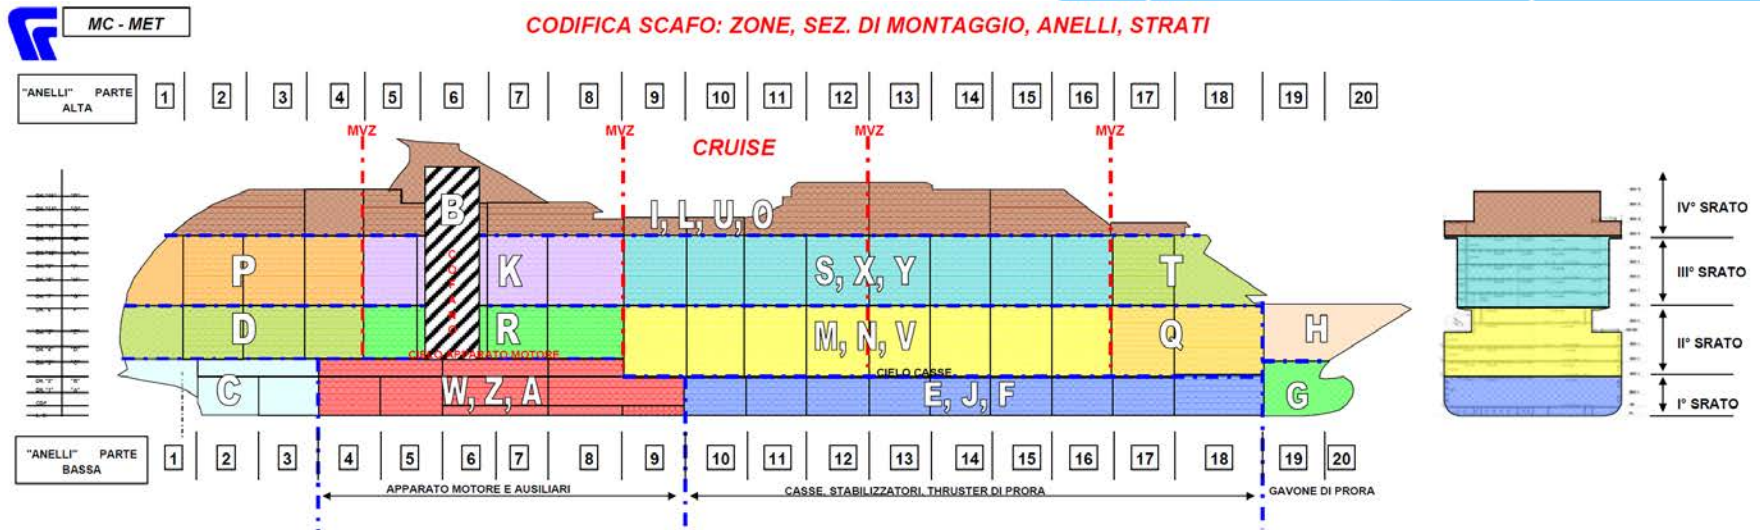 MC - MET
CODIFICA SCAFO: ZONE, SEZ. DI MONTAGGIO, ANELLI, STRATI
"ANELLI" PARTE
ALTA
1 2 3 4 5 6 7 8 9 10 11 12 13 14 15 16 17 18 19 20
MVZ MVZ MVZ MVZ
CRUISE
B
I, L, U, O
P K S, X, Y T
COFANO
D R M, N, V Q H
CIELO APPARATO MOTORE
CIELO CASSE
C W, Z, A E, J, F G
IV° SRATO
III° SRATO
II° SRATO
I° SRATO
"ANELLI" PARTE
BASSA
1 2 3 4 5 6 7 8 9 10 11 12 13 14 15 16 17 18 19 20
APPARATO MOTORE E AUSILIARI
CASSE, STABILIZZATORI, THRUSTER DI PRORA
GAVONE DI PRORA